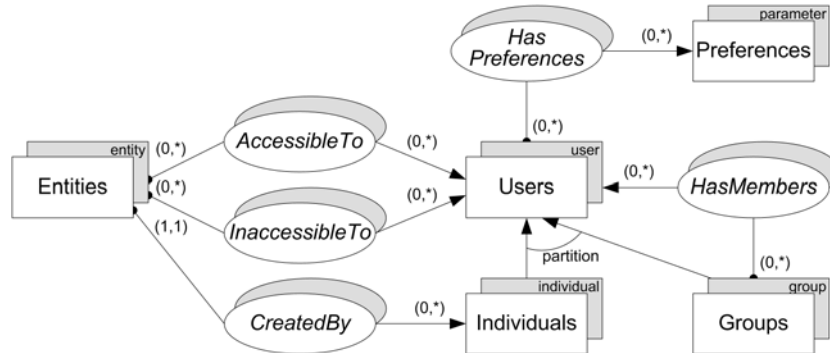 parameter
Has
Preferences
(0,*)
Preferences
entity
(0,*)
AccessibleTo
(0,*)
(0,*)
user
(0,*)
Entities
(0,*)
Users
HasMembers
(1,1)
InaccessibleTo
(0,*)
partition
(0,*)
individual
group
CreatedBy
(0,*)
Individuals
Groups